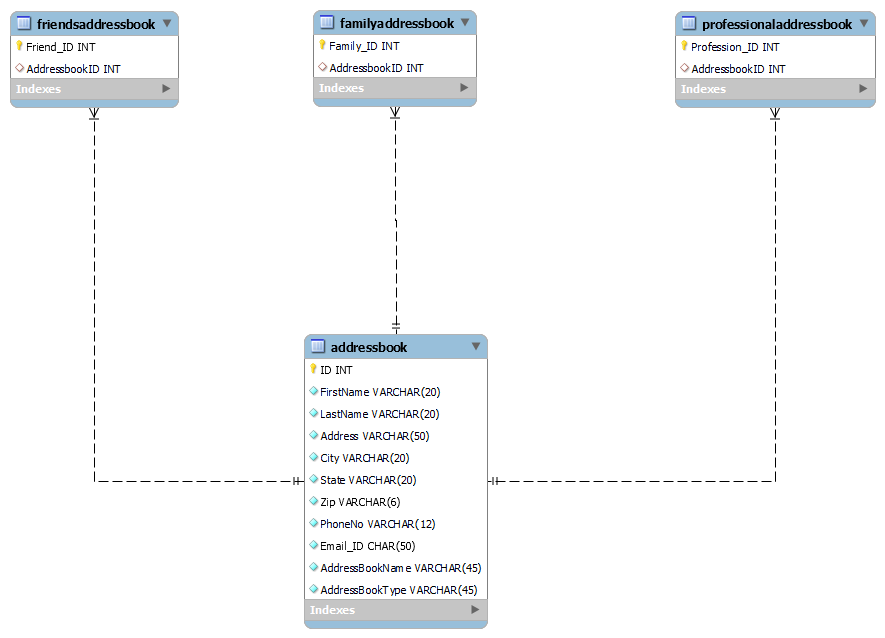 friendsaddressbook
Friend_ID INT
AddressbookID INT
Indexes
familyaddressbook
Family_ID INT
AddressbookID INT
Indexes
professionaladdressbook
Profession_ID INT
AddressbookID INT
Indexes
addressbook
ID INT
FirstName VARCHAR(20)
LastName VARCHAR(20)
Address VARCHAR(50)
City VARCHAR(20)
State VARCHAR(20)
Zip VARCHAR(6)
PhoneNo VARCHAR(12)
Email_ID CHAR(50)
AddressBookName VARCHAR(45)
AddressBookType VARCHAR(45)
Indexes